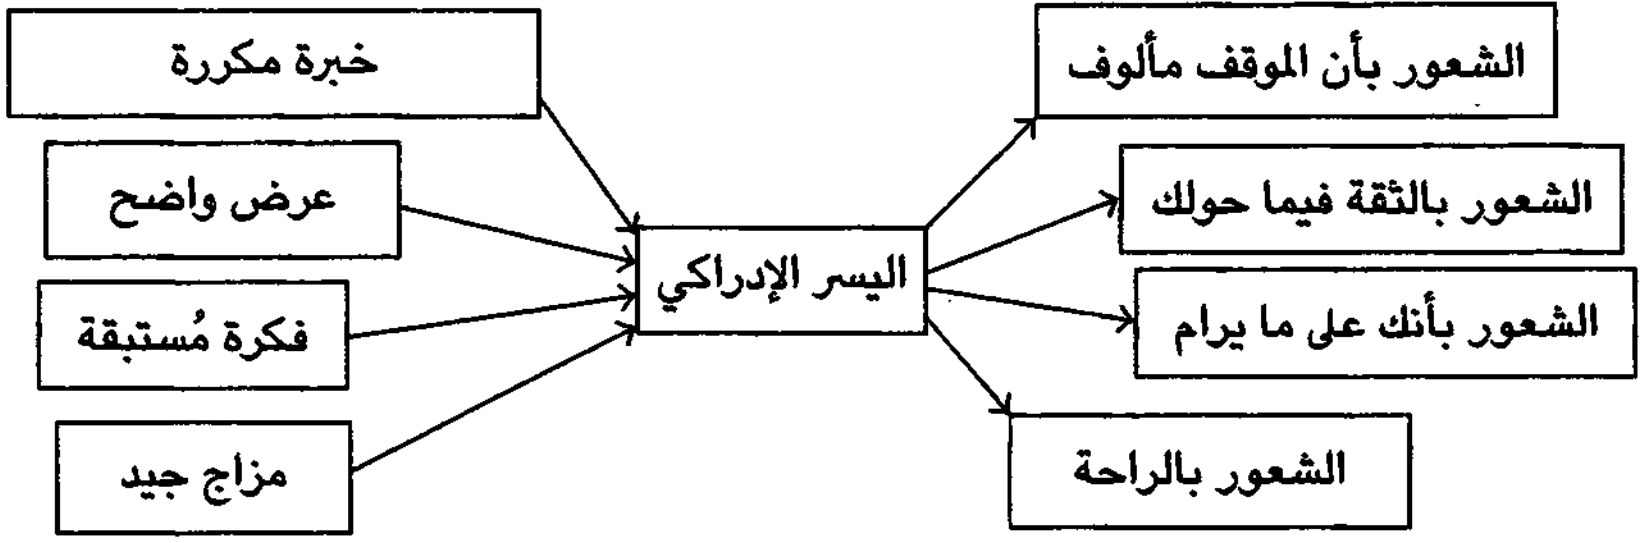 خبرة مكررة
عرض واضح
فكرة مُستبقة
مزاج جيد
اليسر الإدراكي
الشعور بأن الموقف مألوف
الشعور بالثقة فيما حولك
الشعور بأنك على ما يرام
الشعور بالراحة